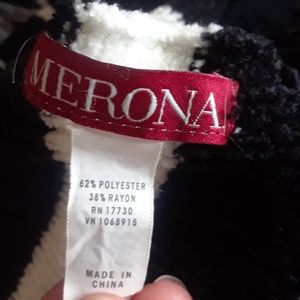 MERONA
62% POLYESTER
38% RAYON
RN 17730
VN 1068916
MADE IN
CHINA